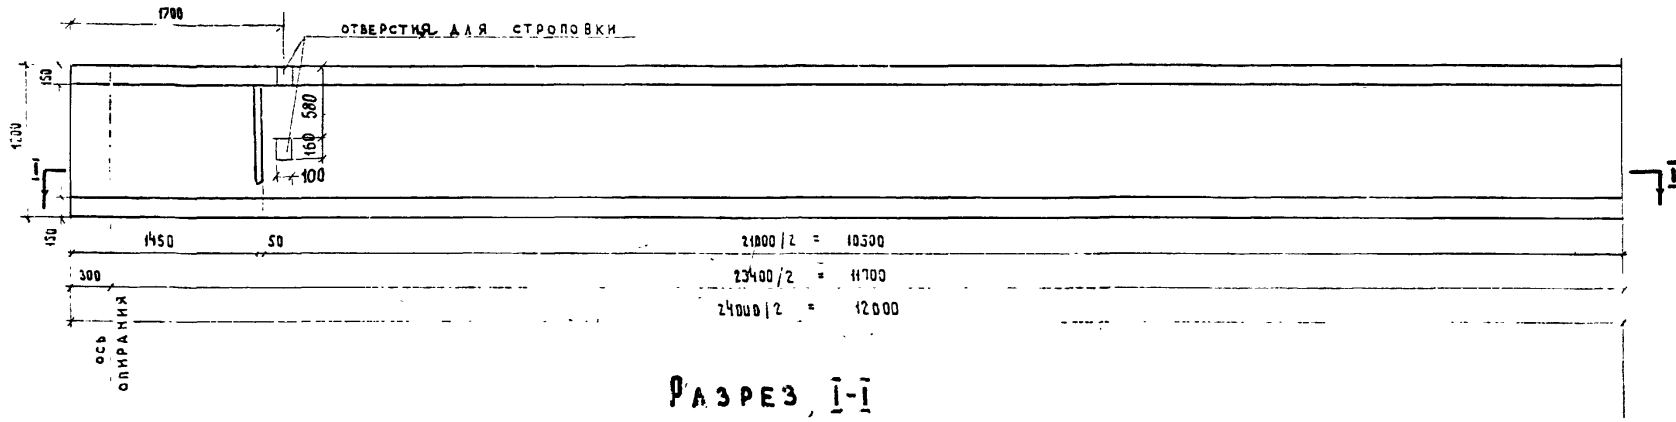 1700
ОТВЕРСТИЯ ДЛЯ СТРОПОВКИ
150
580
1200
160
I
I
100
150
1450 50 21000/2 = 10500
300 23400/2 = 11700
24000/2 = 12000
ОСЬ
ОПИРАНИЯ
РАЗРЕЗ I-I